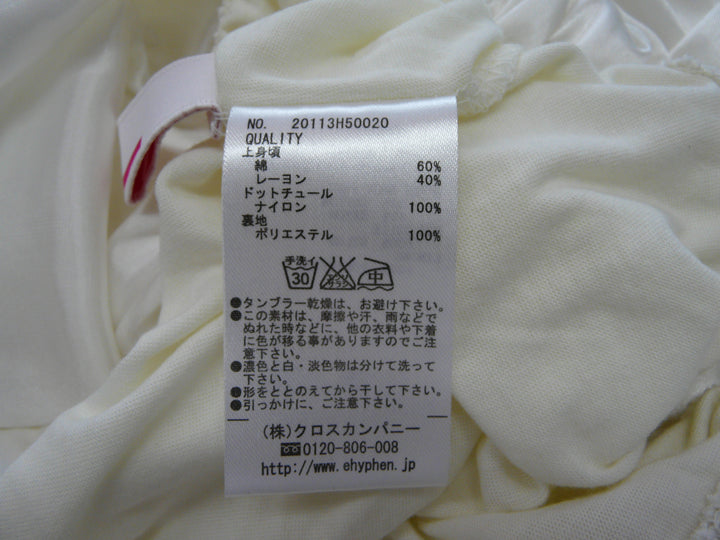 NO. 20113H50020
QUALITY
上身頃
綿 60%
レーヨン 40%
ドットチュール
ナイロン 100%
裏地
ポリエステル 100%
手洗イ
30 中
●タンブラー乾燥は、お避け下さい。
●この素材は、摩擦や汗、雨などで
ぬれた時などに、他の衣料や下着
に色が移る事がありますのでご注
意下さい。
●濃色と白・淡色物は分けて洗って
下さい。
●形をととのえてから干して下さい。
●引っかけに、ご注意下さい。
(株)クロスカンパニー
0120-806-008
http://www.ehyphen.jp